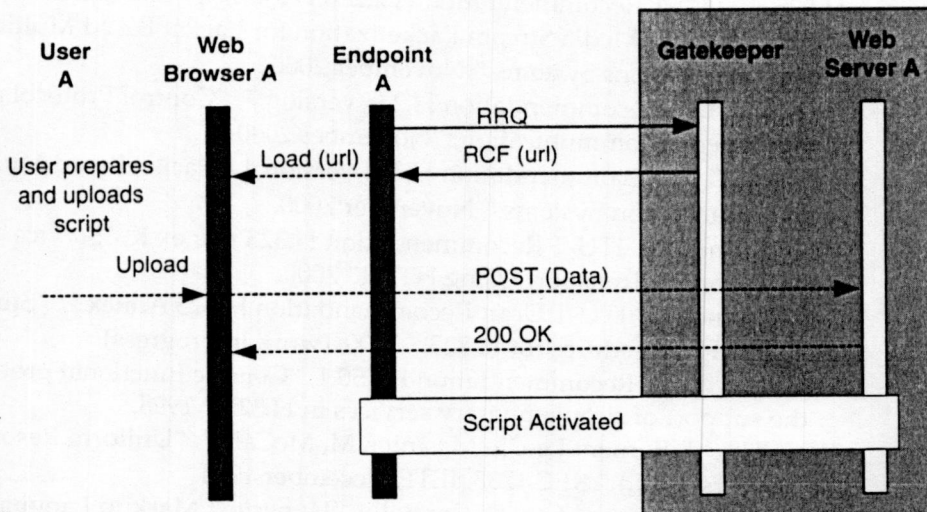 User
A
Web
Browser A
Endpoint
A
Gatekeeper
Web
Server A
RRQ
Load (url)
RCF (url)
User prepares
and uploads
script
Upload
POST (Data)
200 OK
Script Activated